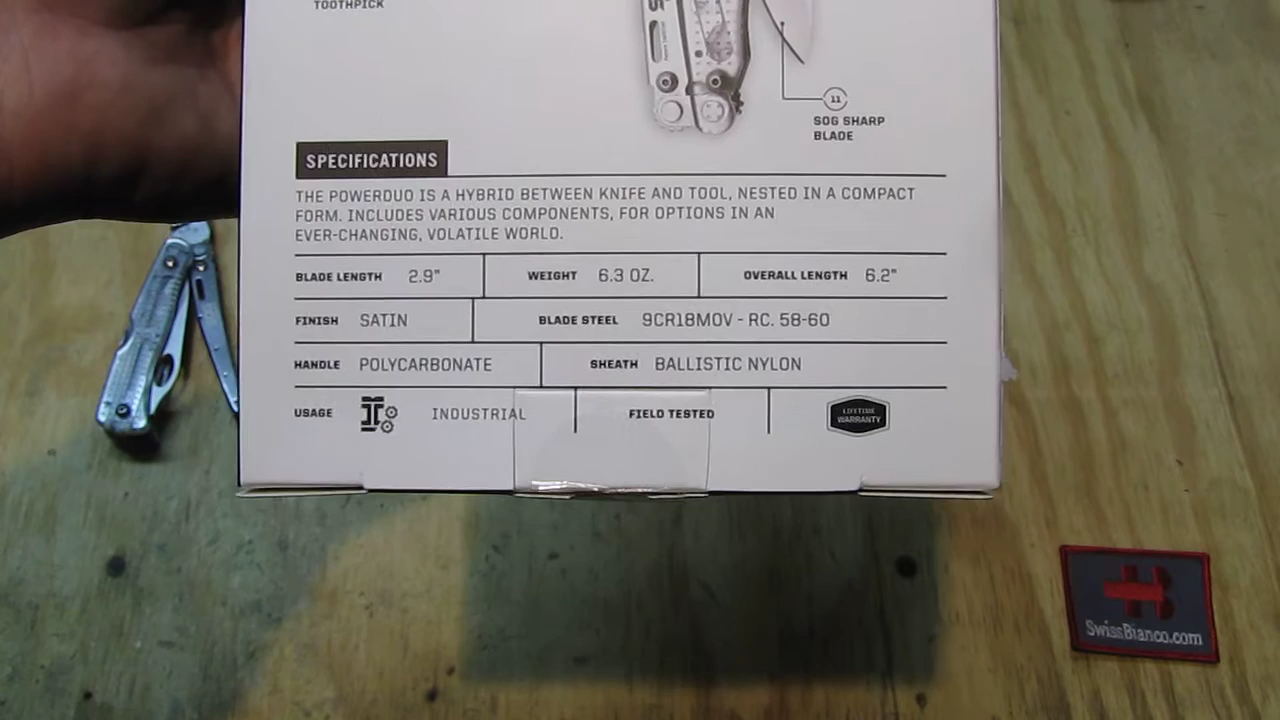 TOOTHPICK
11
SOG SHARP
BLADE
SPECIFICATIONS
THE POWERDUO IS A HYBRID BETWEEN KNIFE AND TOOL, NESTED IN A COMPACT
FORM. INCLUDES VARIOUS COMPONENTS, FOR OPTIONS IN AN
EVER-CHANGING, VOLATILE WORLD.
BLADE LENGTH 2.9" WEIGHT 6.3 OZ. OVERALL LENGTH 6.2"
FINISH SATIN BLADE STEEL 9CR18MOV - RC. 58-60
HANDLE POLYCARBONATE SHEATH BALLISTIC NYLON
USAGE INDUSTRIAL FIELD TESTED LIFETIME
WARRANTY
SwissBianco.com